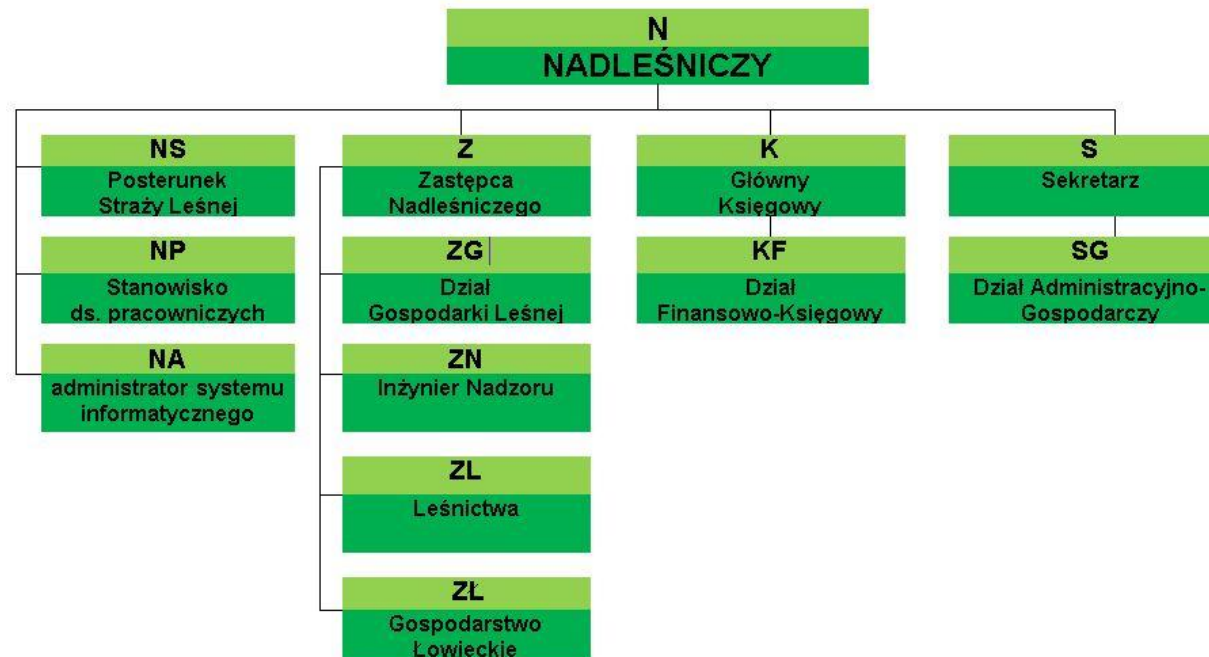 N
NADLEŚNICZY
NS
Posterunek
Straży Leśnej
NP
Stanowisko
ds. pracowniczych
NA
administrator systemu
informatycznego
Z
Zastępca
Nadleśniczego
ZG
Dział
Gospodarki Leśnej
ZN
Inżynier Nadzoru
ZL
Leśnictwa
ZŁ
Gospodarstwo
Łowieckie
K
Główny
Księgowy
KF
Dział
Finansowo-Księgowy
S
Sekretarz
SG
Dział Administracyjno-
Gospodarczy